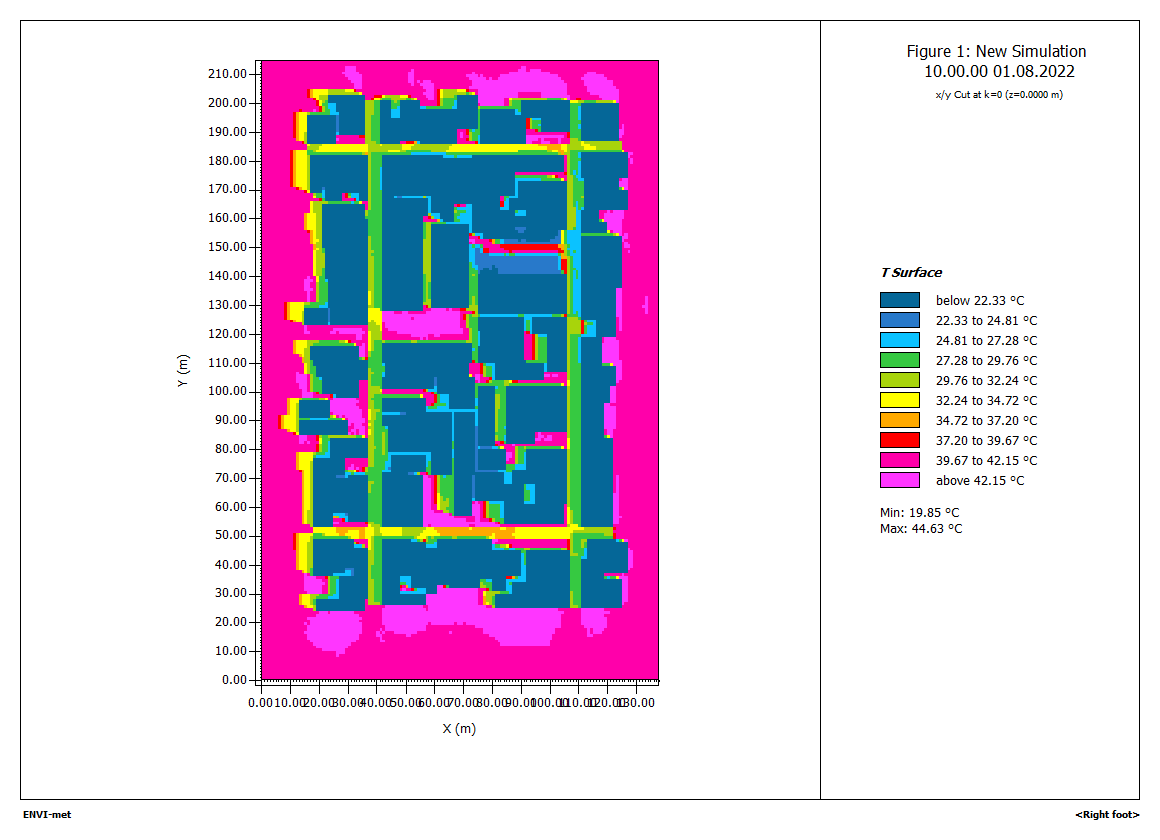 Figure 1: New Simulation
10.00.00 01.08.2022
x/y Cut at k=0 (z=0.0000 m)
210.00
200.00
190.00
180.00
170.00
160.00
150.00
140.00
130.00
120.00
110.00
100.00
90.00
80.00
70.00
60.00
50.00
40.00
30.00
20.00
10.00
0.00
Y (m)
0.00 10.00 20.00 30.00 40.00 50.00 60.00 70.00 80.00 90.00 100.00 110.00 120.00 130.00
X (m)
T Surface
below 22.33 °C
22.33 to 24.81 °C
24.81 to 27.28 °C
27.28 to 29.76 °C
29.76 to 32.24 °C
32.24 to 34.72 °C
34.72 to 37.20 °C
37.20 to 39.67 °C
39.67 to 42.15 °C
above 42.15 °C
Min: 19.85 °C
Max: 44.63 °C
ENVI-met
<Right foot>